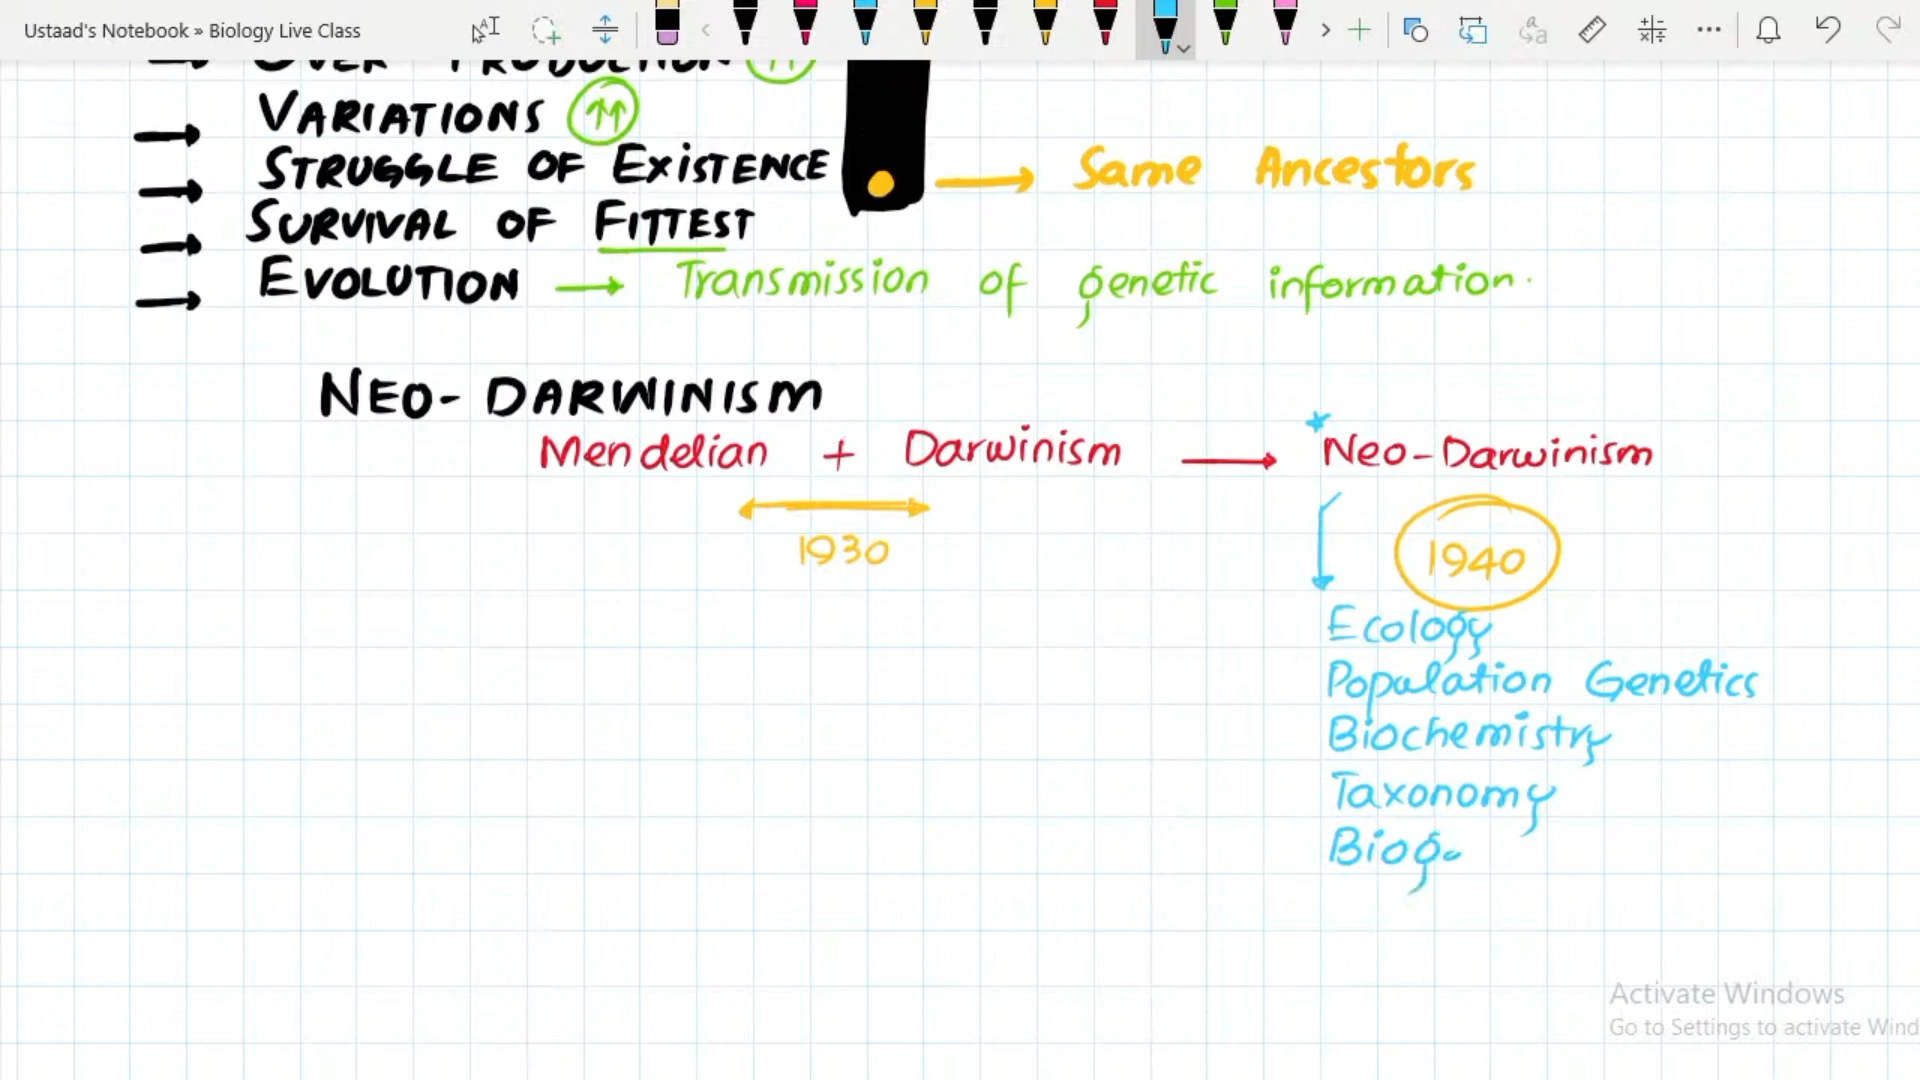 Ustaad's Notebook » Biology Live Class
OVER PRODUCTION
VARIATIONS
STRUGGLE OF EXISTENCE
→ Same Ancestors
SURVIVAL OF FITTEST
EVOLUTION → Transmission of genetic information.
NEO-DARWINISM
Mendelian + Darwinism → Neo-Darwinism
1930
1940
Ecology
Population Genetics
Biochemistry
Taxonomy
Biog
Activate Windows
Go to Settings to activate Wind